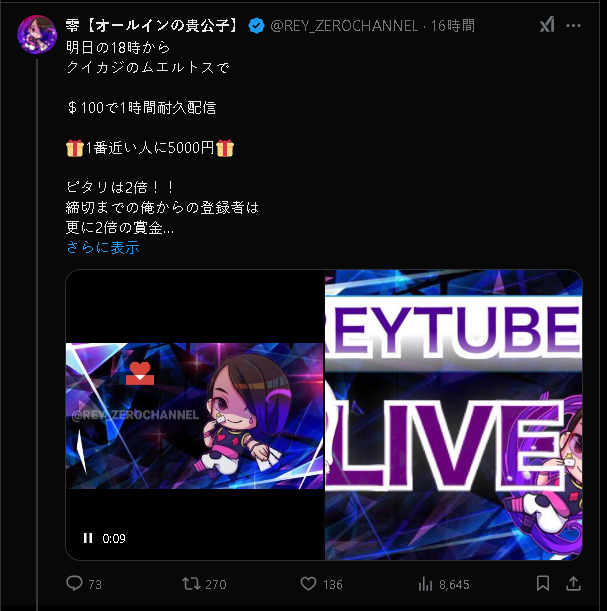 零【オールインの貴公子】 @REY_ZEROCHANNEL · 16時間
明日の18時から
クイカジのムエルトスで
＄100で1時間耐久配信
🎁1番近い人に5000円🎁
ピタリは2倍！！
締切までの俺からの登録者は
更に2倍の賞金...
さらに表示
@REY_ZEROCHANNEL
0:09
REYTUBE
LIVE
73
270
136
8,645